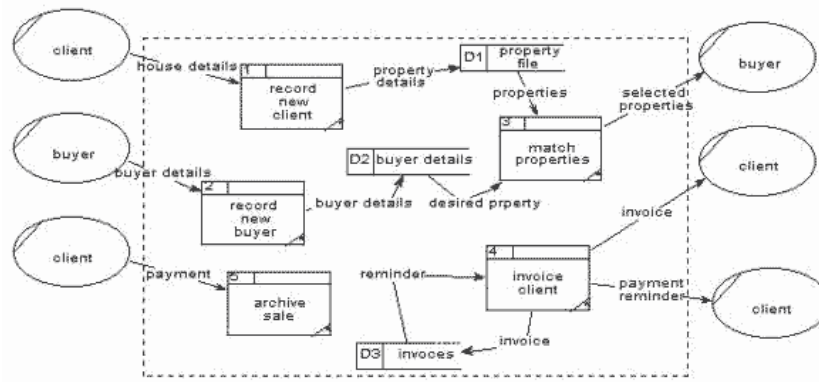 client
house details
1
record
new
client
property
details
D1
property
file
properties
selected
properties
buyer
3
match
properties
buyer
buyer details
2
record
new
buyer
buyer details
D2
buyer details
desired prperty
client
invoice
client
payment
5
archive
sale
reminder
4
invoice
client
payment
reminder
client
invoice
D3
invoces